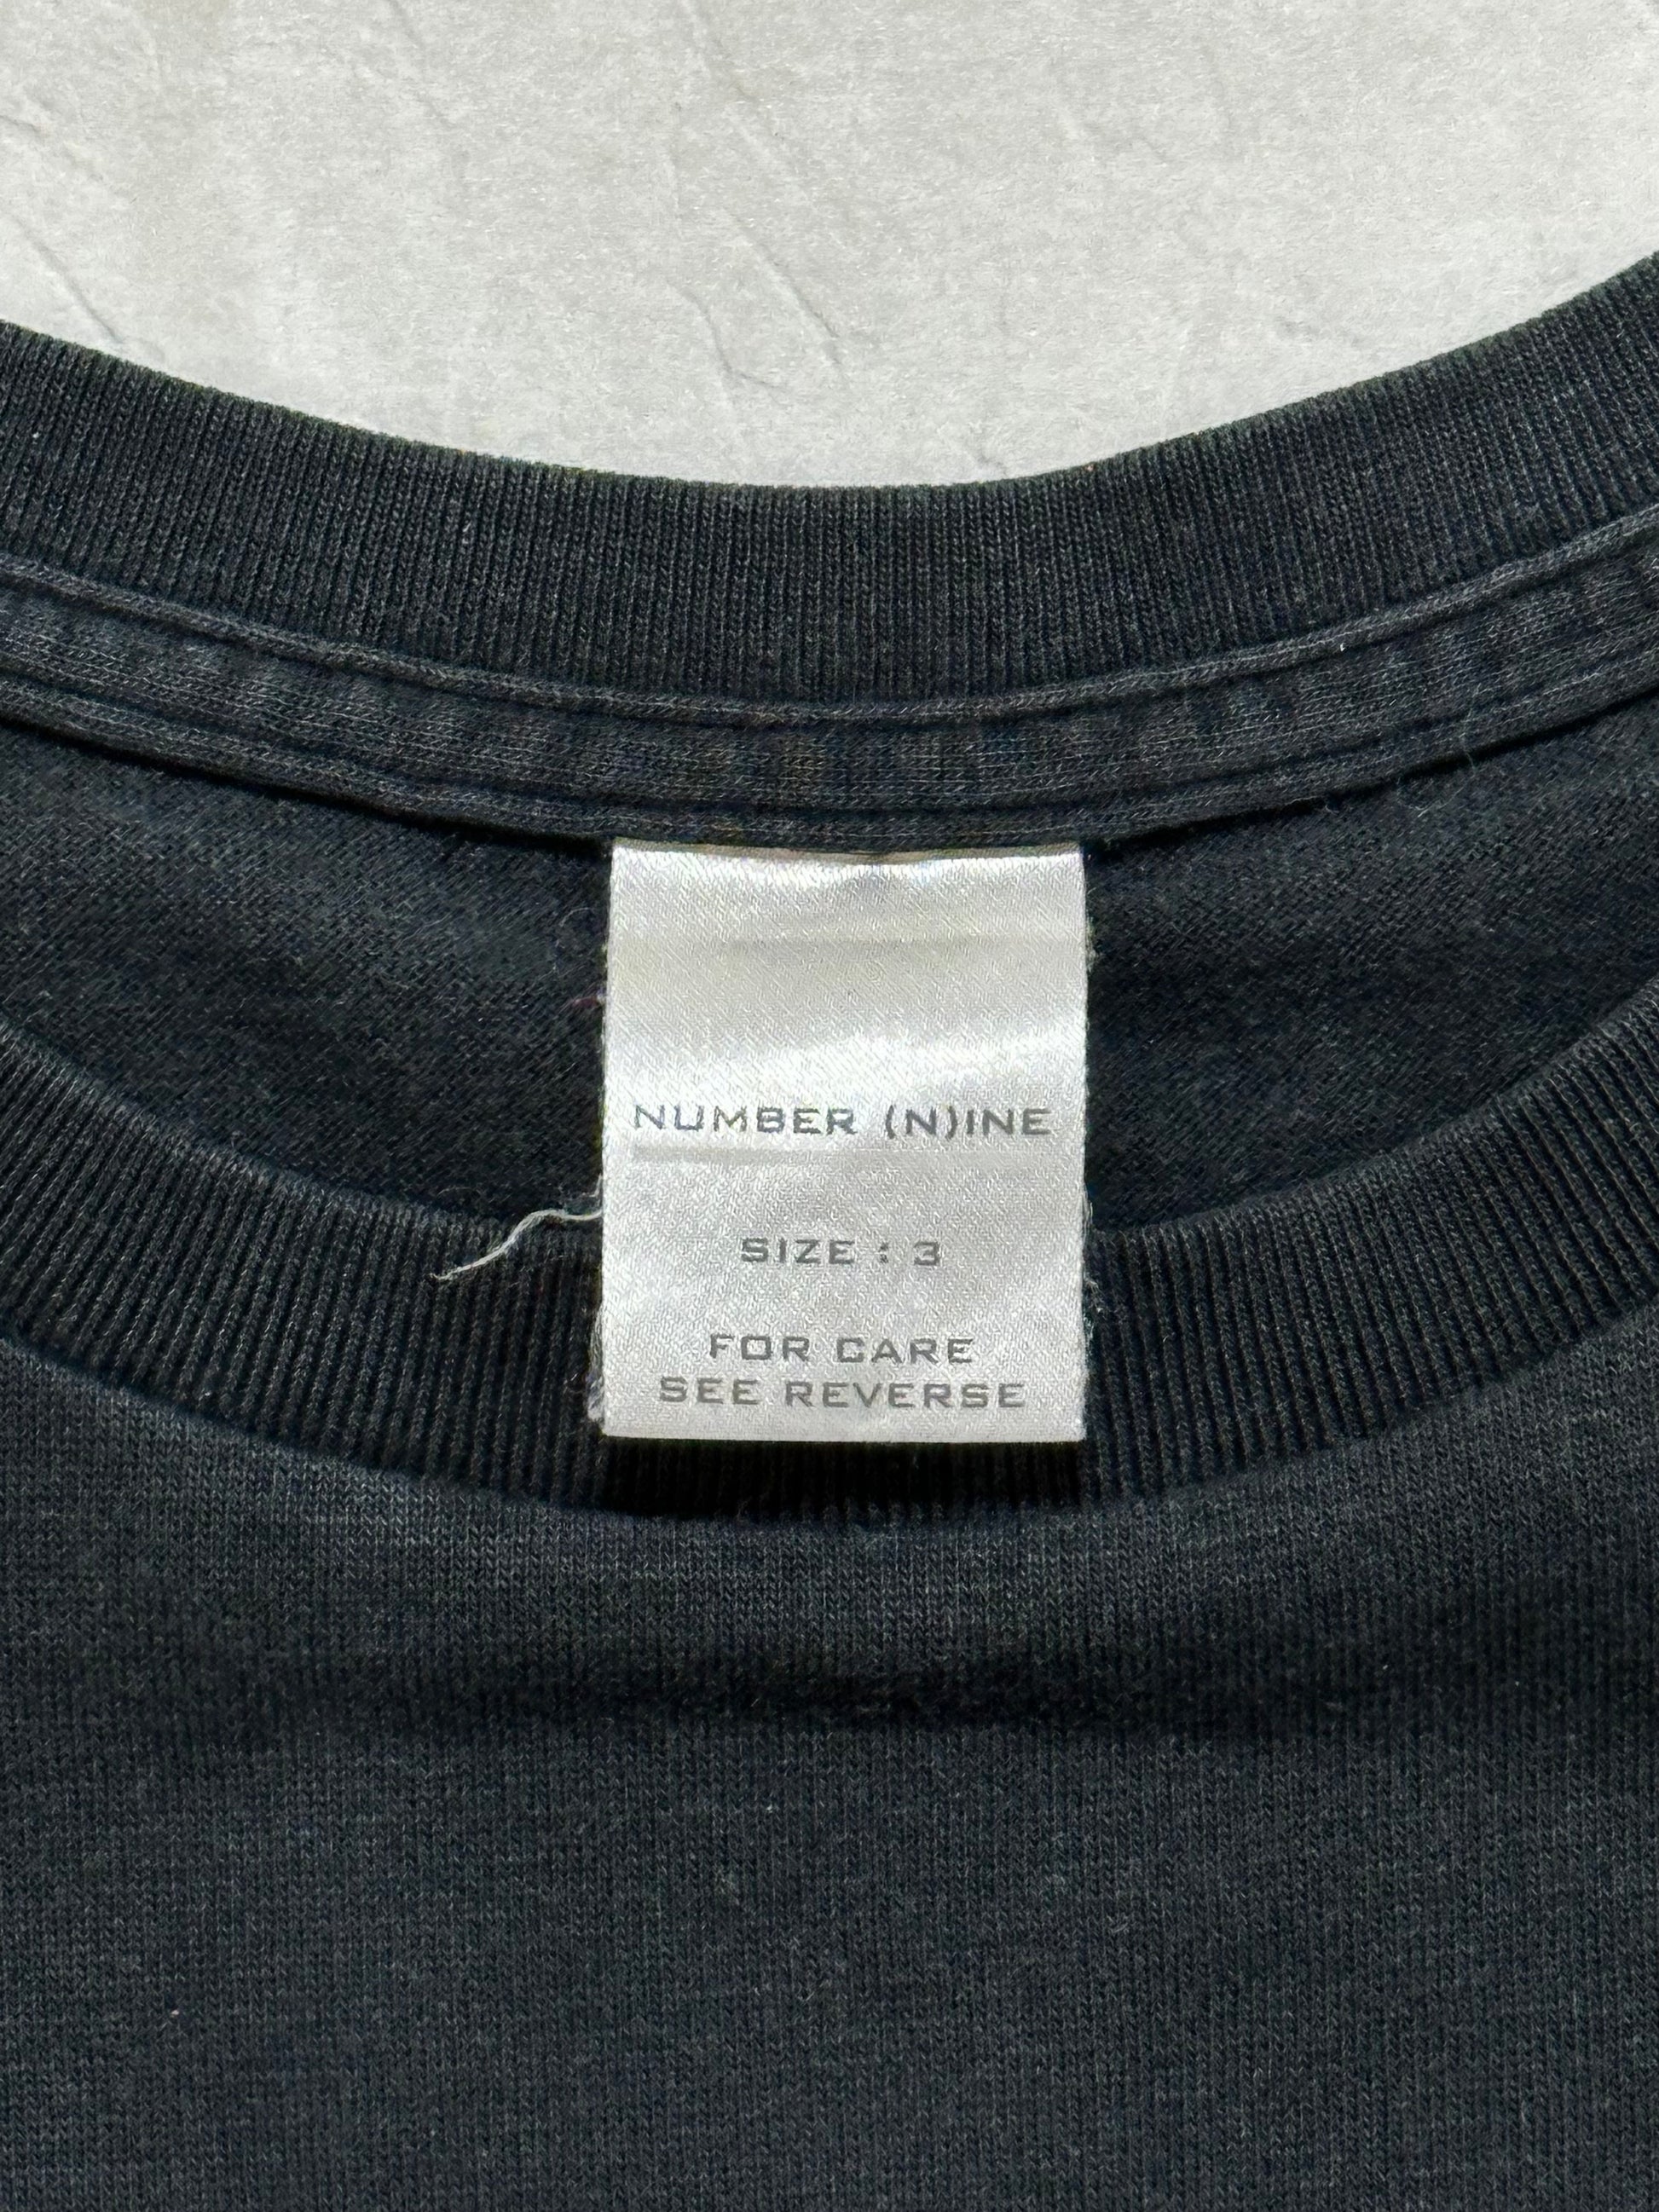 NUMBER (N)INE
SIZE : 3
FOR CARE
SEE REVERSE